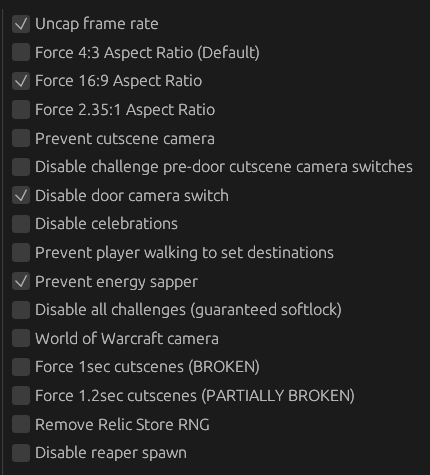 Uncap frame rate
Force 4:3 Aspect Ratio (Default)
Force 16:9 Aspect Ratio
Force 2.35:1 Aspect Ratio
Prevent cutscene camera
Disable challenge pre-door cutscene camera switches
Disable door camera switch
Disable celebrations
Prevent player walking to set destinations
Prevent energy sapper
Disable all challenges (guaranteed softlock)
World of Warcraft camera
Force 1sec cutscenes (BROKEN)
Force 1.2sec cutscenes (PARTIALLY BROKEN)
Remove Relic Store RNG
Disable reaper spawn